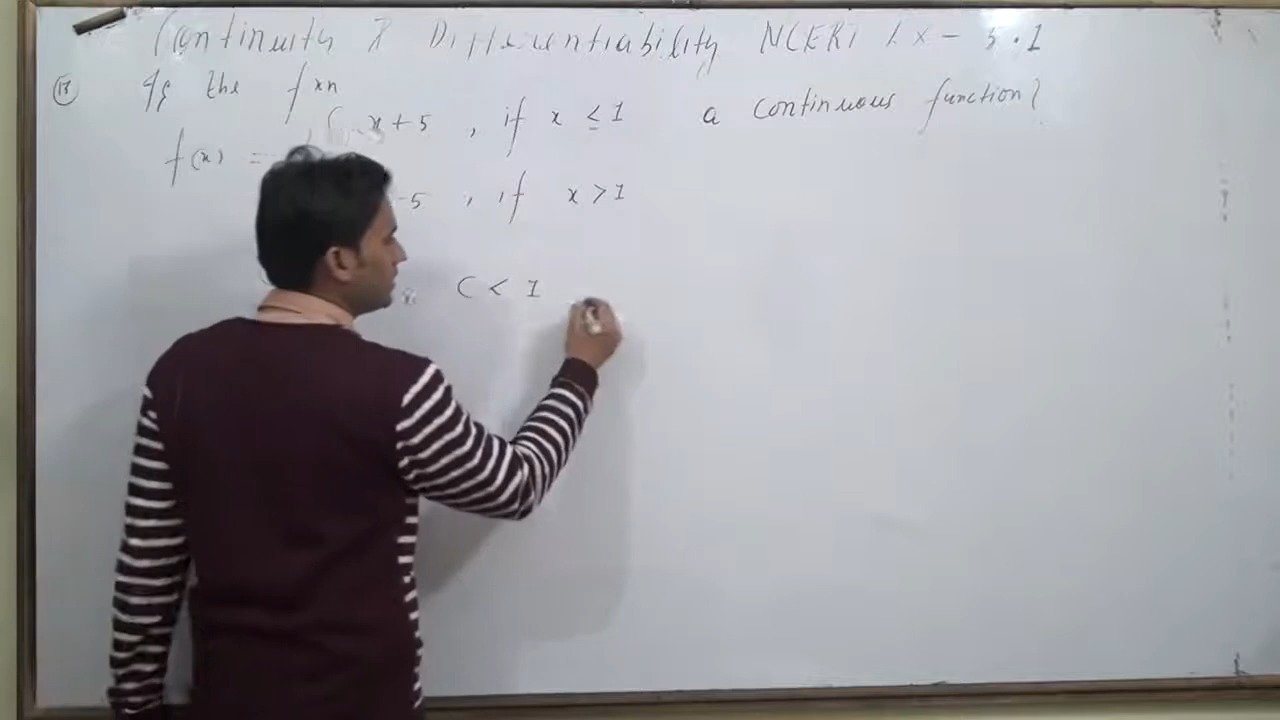 Continuity & Differentiability NCERT Ex - 5.1
13 Is the fxn
f(x) = { x+5 , if x ≤ 1 a continuous function?
-5 , if x > 1
C < 1